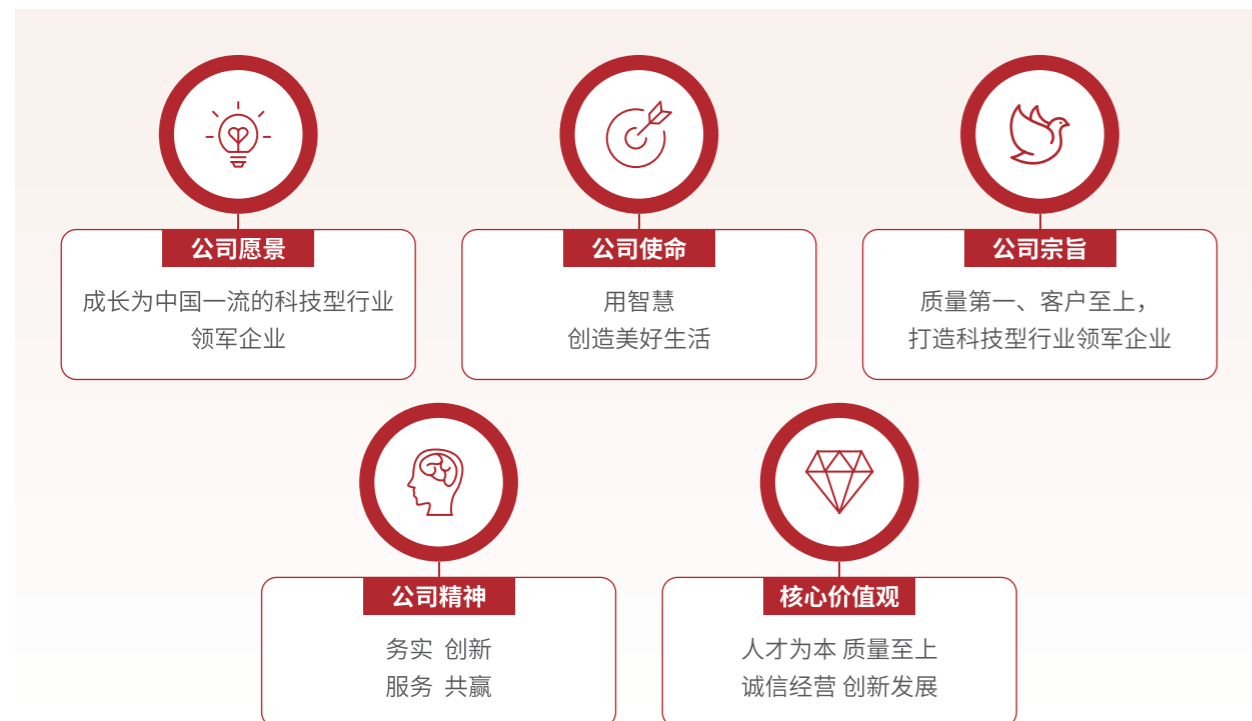 公司愿景
成长为中国一流的科技型行业
领军企业
公司使命
用智慧
创造美好生活
公司宗旨
质量第一、客户至上，
打造科技型行业领军企业
公司精神
务实 创新
服务 共赢
核心价值观
人才为本 质量至上
诚信经营 创新发展